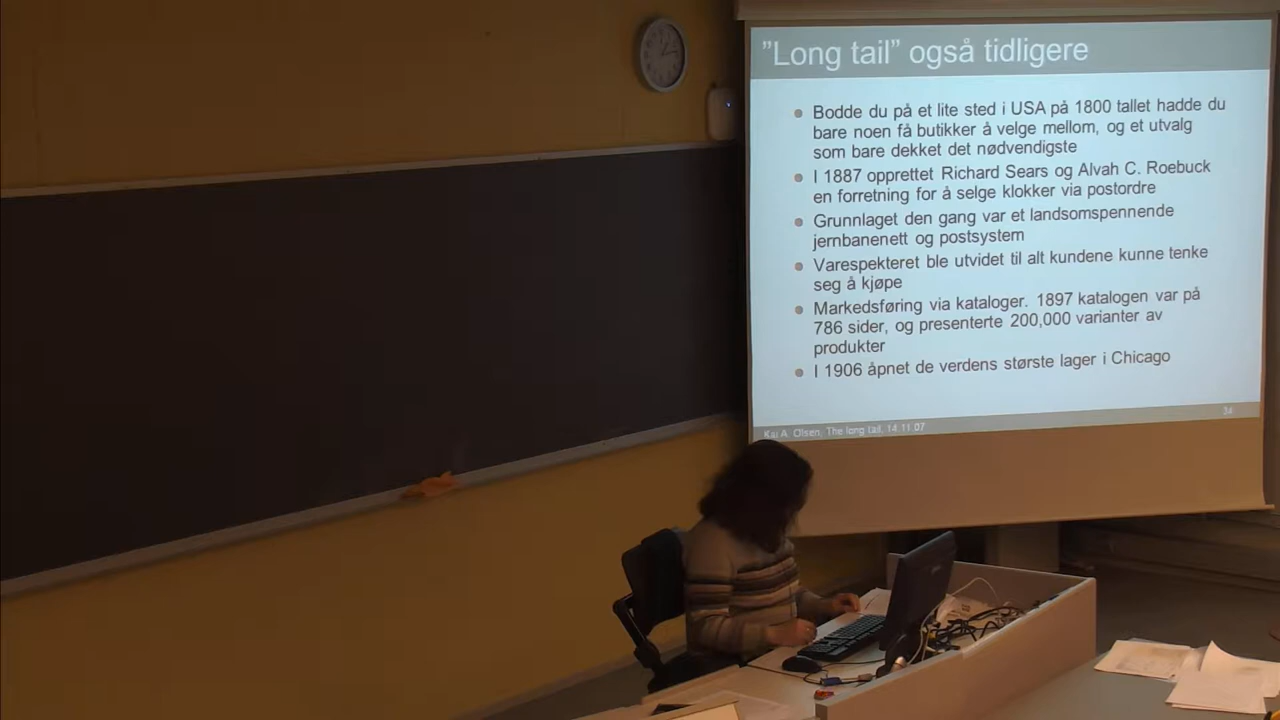 ”Long tail” også tidligere
Bodde du på et lite sted i USA på 1800 tallet hadde du
bare noen få butikker å velge mellom, og et utvalg
som bare dekket det nødvendigste
I 1887 opprettet Richard Sears og Alvah C. Roebuck
en forretning for å selge klokker via postordre
Grunnlaget den gang var et landsomspennende
jernbanenett og postsystem
Varespekteret ble utvidet til alt kundene kunne tenke
seg å kjøpe
Markedsføring via kataloger. 1897 katalogen var på
786 sider, og presenterte 200,000 varianter av
produkter
I 1906 åpnet de verdens største lager i Chicago
Kai A. Olsen, The long tail, 14.11.07
34